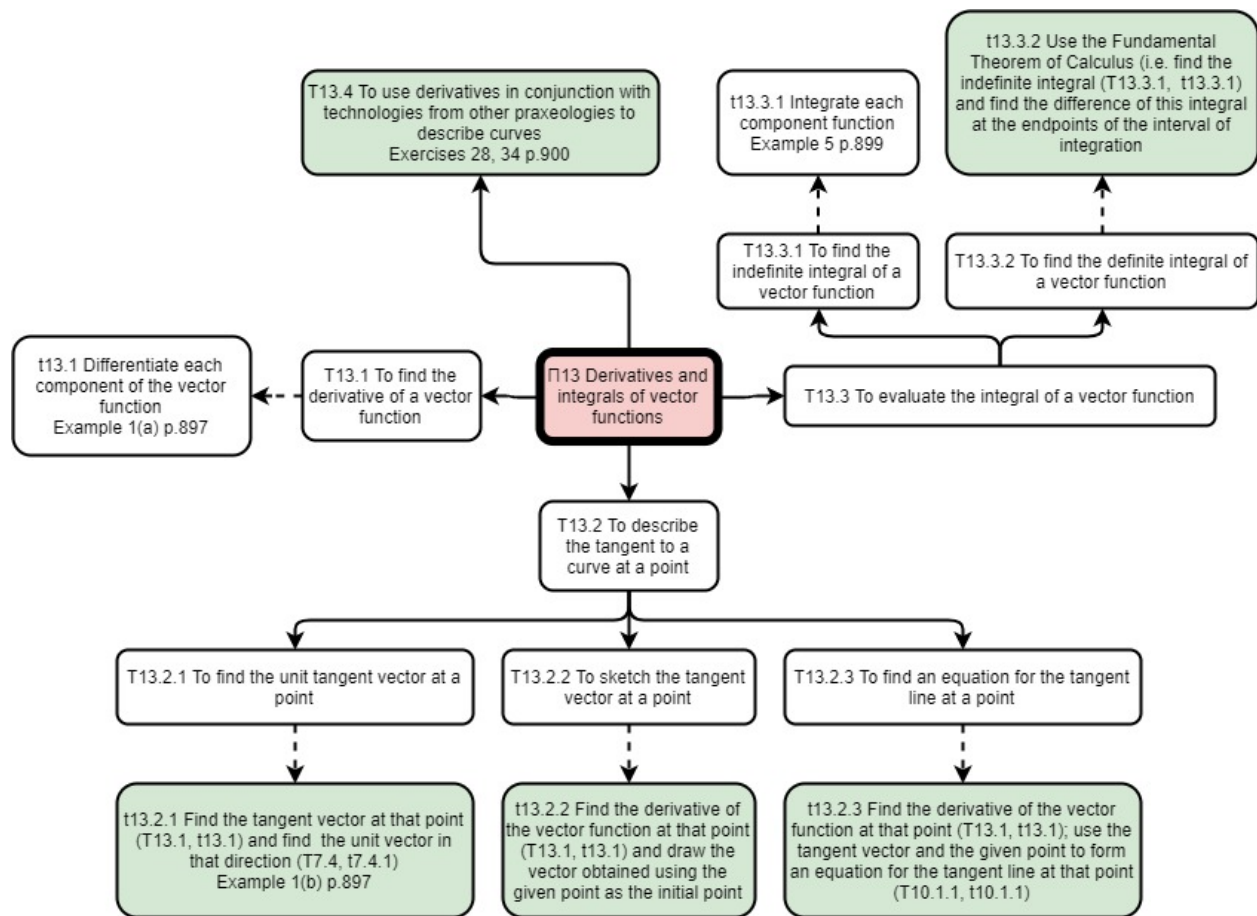 t13.3.2 Use the Fundamental
Theorem of Calculus (i.e. find the
indefinite integral (T13.3.1, t13.3.1)
and find the difference of this integral
at the endpoints of the interval of
integration
T13.4 To use derivatives in conjunction with
technologies from other praxeologies to
describe curves
Exercises 28, 34 p.900
t13.3.1 Integrate each
component function
Example 5 p.899
T13.3.1 To find the
indefinite integral of a
vector function
T13.3.2 To find the definite integral of
a vector function
t13.1 Differentiate each
component of the vector
function
Example 1(a) p.897
T13.1 To find the
derivative of a vector
function
Π13 Derivatives and
integrals of vector
functions
T13.3 To evaluate the integral of a vector function
T13.2 To describe
the tangent to a
curve at a point
T13.2.1 To find the unit tangent vector at a
point
T13.2.2 To sketch the tangent
vector at a point
T13.2.3 To find an equation for the tangent
line at a point
t13.2.1 Find the tangent vector at that point
(T13.1, t13.1) and find the unit vector in
that direction (T7.4, t7.4.1)
Example 1(b) p.897
t13.2.2 Find the derivative of
the vector function at that point
(T13.1, t13.1) and draw the
vector obtained using the
given point as the initial point
t13.2.3 Find the derivative of the vector
function at that point (T13.1, t13.1); use the
tangent vector and the given point to form
an equation for the tangent line at that point
(T10.1.1, t10.1.1)